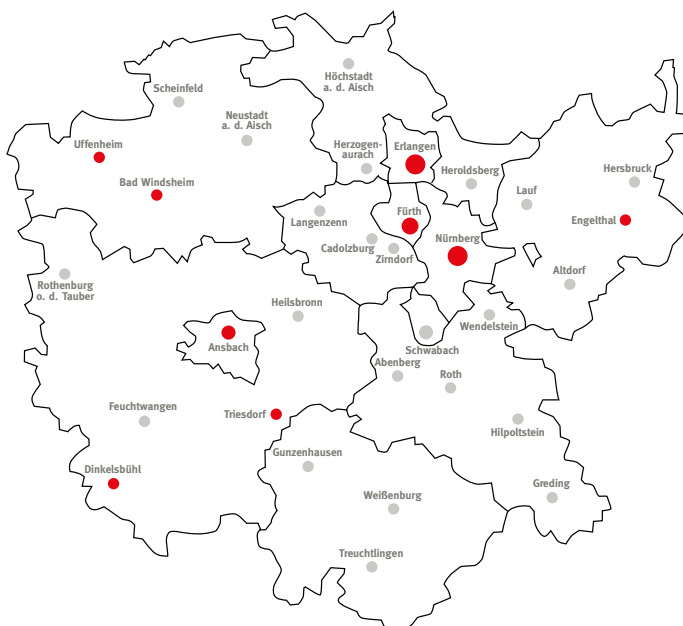 Höchstadt
a. d. Aisch
Scheinfeld
Neustadt
a. d. Aisch
Uffenheim
Bad Windsheim
Herzogen-
aurach
Erlangen
Heroldsberg
Hersbruck
Lauf
Engelthal
Langenzenn
Fürth
Cadolzburg
Zirndorf
Nürnberg
Altdorf
Rothenburg
o. d. Tauber
Heilsbronn
Ansbach
Wendelstein
Schwabach
Abenberg
Roth
Feuchtwangen
Triesdorf
Hilpoltstein
Gunzenhausen
Dinkelsbühl
Weißenburg
Greding
Treuchtlingen